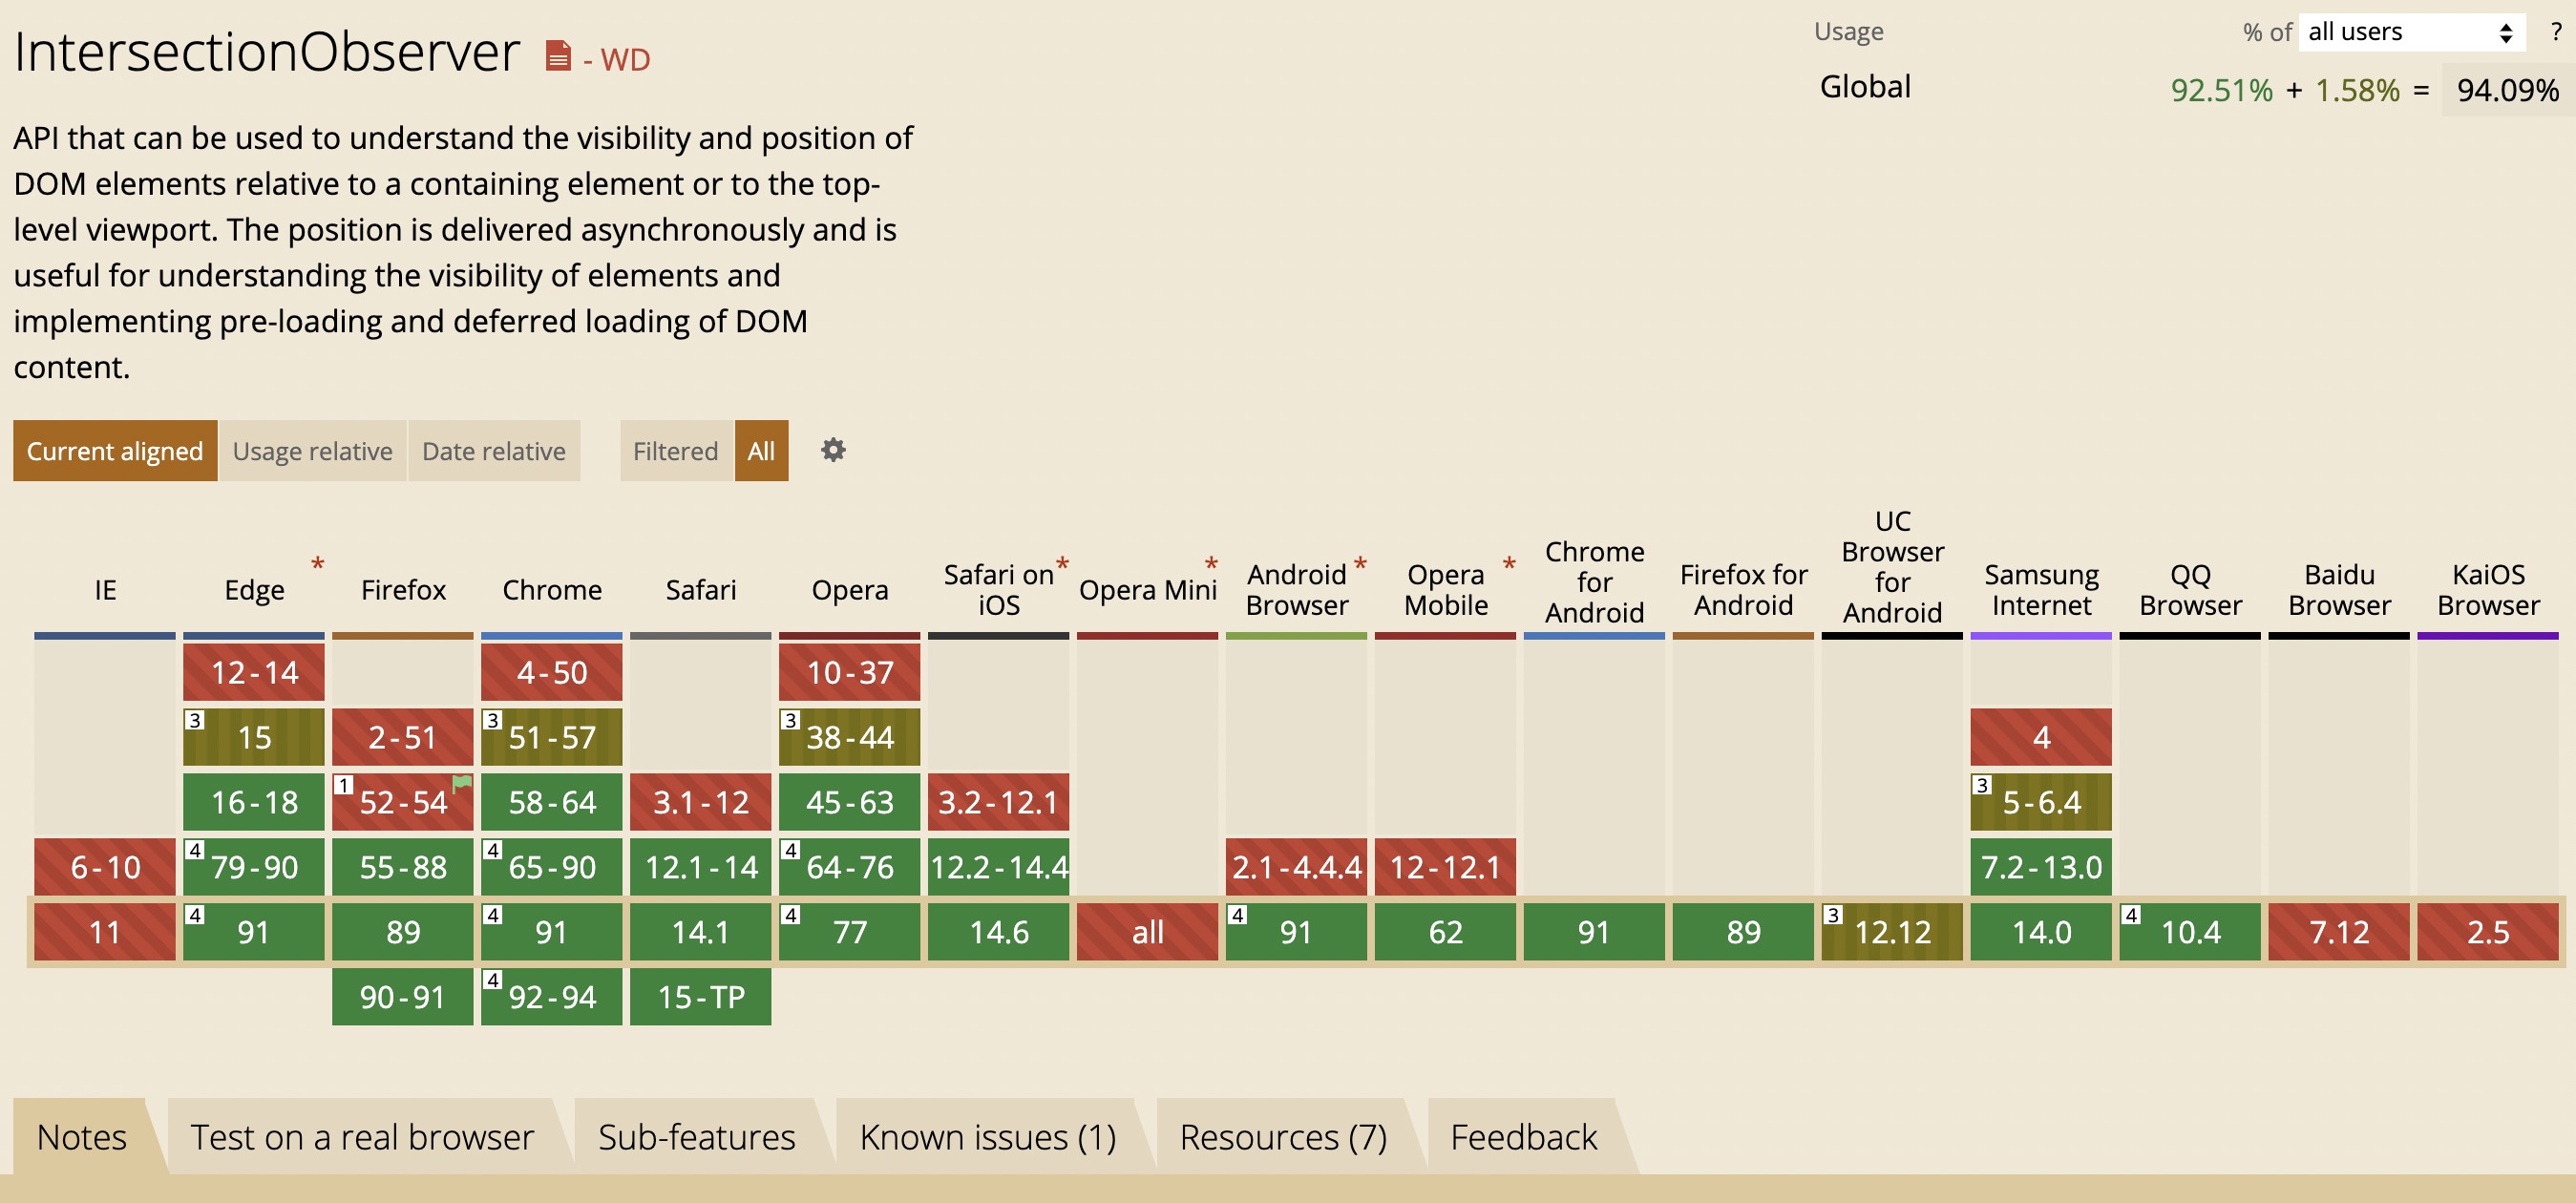 IntersectionObserver - WD
Usage % of all users ?
Global 92.51% + 1.58% = 94.09%
API that can be used to understand the visibility and position of
DOM elements relative to a containing element or to the top-
level viewport. The position is delivered asynchronously and is
useful for understanding the visibility of elements and
implementing pre-loading and deferred loading of DOM
content.
Current aligned Usage relative Date relative Filtered All
IE
Edge *
Firefox
Chrome
Safari
Opera
Safari on *
iOS
Opera Mini *
Android *
Browser
Opera *
Mobile
Chrome
for
Android
Firefox for
Android
UC
Browser
for
Android
Samsung
Internet
QQ
Browser
Baidu
Browser
KaiOS
Browser
12-14 4-50 10-37
3 15 2-51 3 51-57 3 38-44 4
16-18 1 52-54 58-64 3.1-12 45-63 3.2-12.1 3 5-6.4
6-10 4 79-90 55-88 4 65-90 12.1-14 4 64-76 12.2-14.4 2.1-4.4.4 12-12.1 7.2-13.0
11 4 91 89 4 91 14.1 4 77 14.6 all 4 91 62 91 89 3 12.12 14.0 4 10.4 7.12 2.5
90-91 4 92-94 15-TP
Notes Test on a real browser Sub-features Known issues (1) Resources (7) Feedback